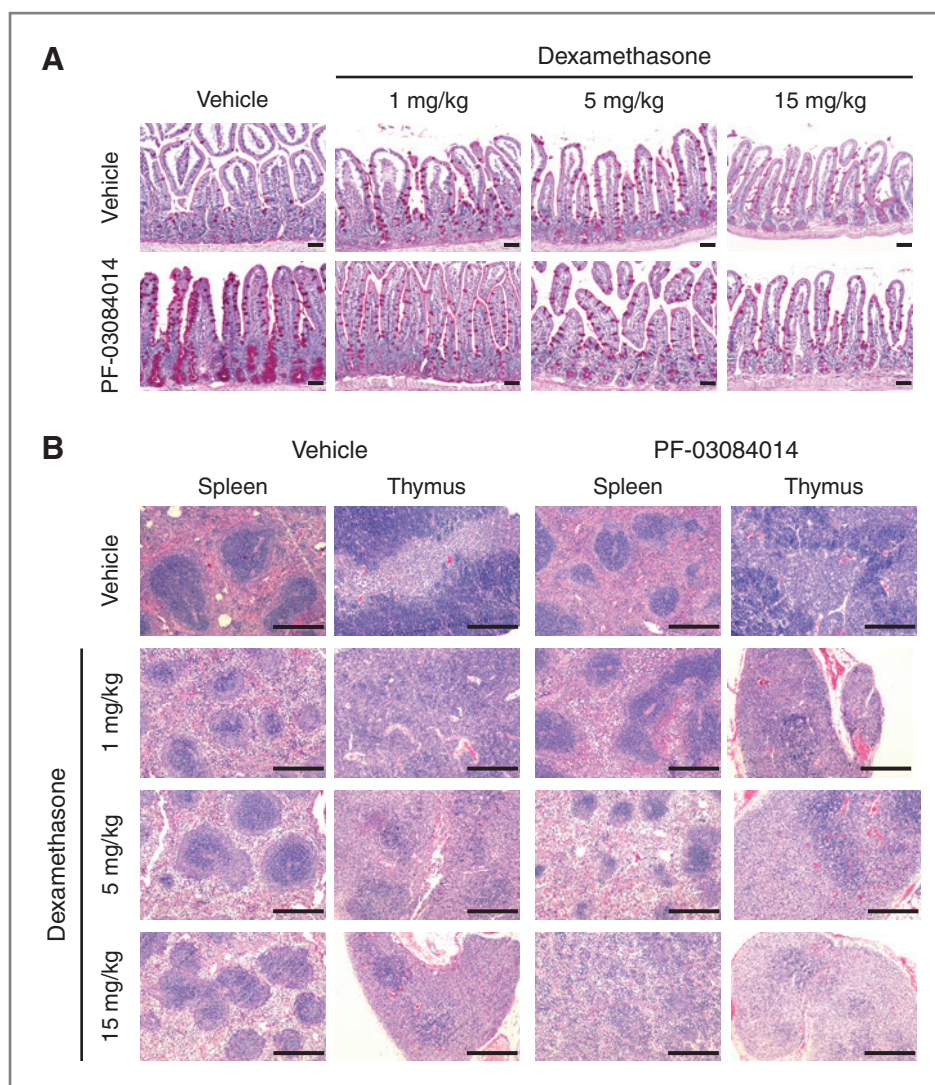 A
Dexamethasone
Vehicle
1 mg/kg
5 mg/kg
15 mg/kg
Vehicle
PF-03084014
B
Vehicle
PF-03084014
Spleen
Thymus
Spleen
Thymus
Vehicle
Dexamethasone
1 mg/kg
5 mg/kg
15 mg/kg